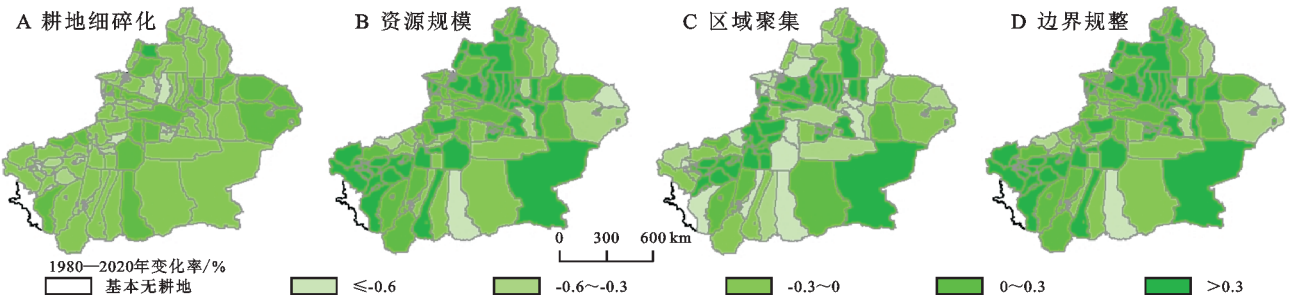 A 耕地细碎化 B 资源规模 C 区域聚集 D 边界规整
0 300 600 km
1980—2020年变化率/%
基本无耕地 ≤-0.6 -0.6～-0.3 -0.3～0 0～0.3 >0.3